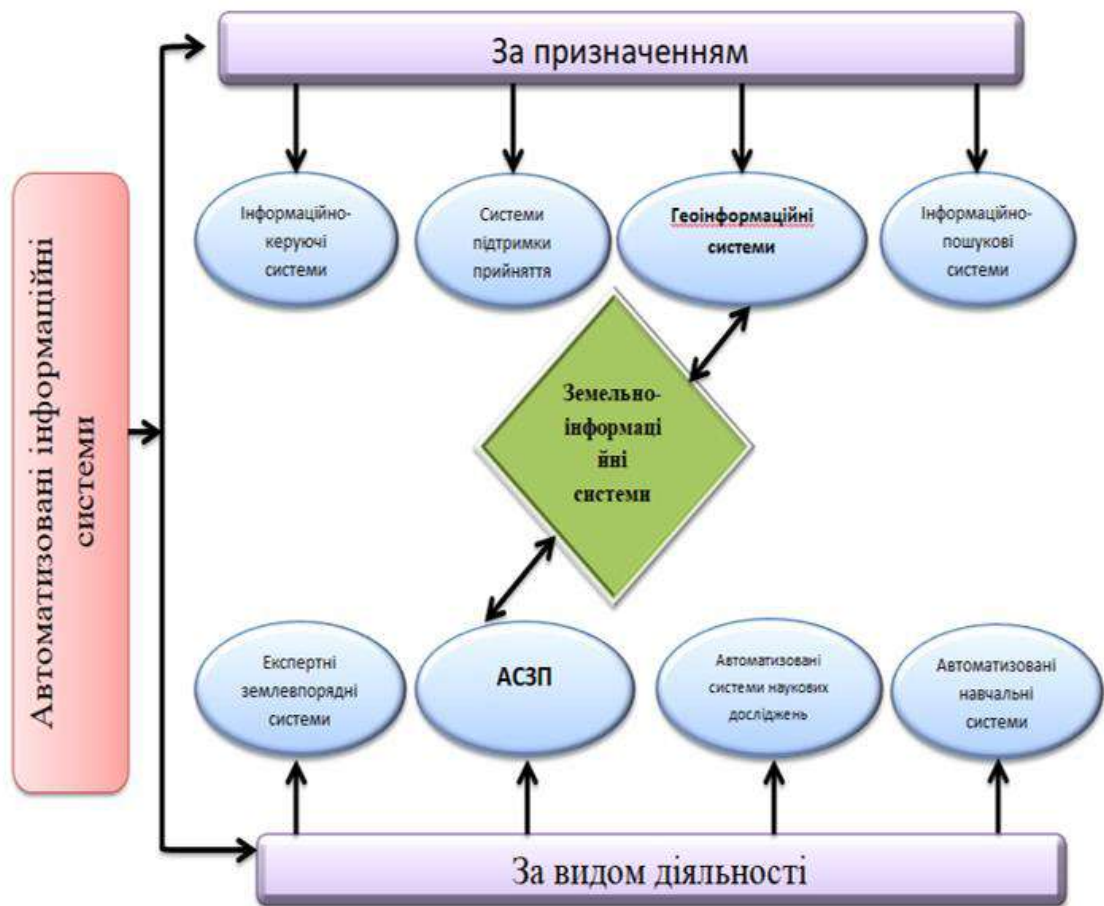 За призначенням
Автоматизовані інформаційні
системи
Інформаційно-
керуючі
системи
Системи
підтримки
прийняття
Геоінформаційні
системи
Інформаційно-
пошукові
системи
Земельно-
інформаці
йні
системи
Експертні
землевпорядні
системи
АСЗП
Автоматизовані
системи наукових
досліджень
Автоматизовані
навчальні
системи
За видом діяльності